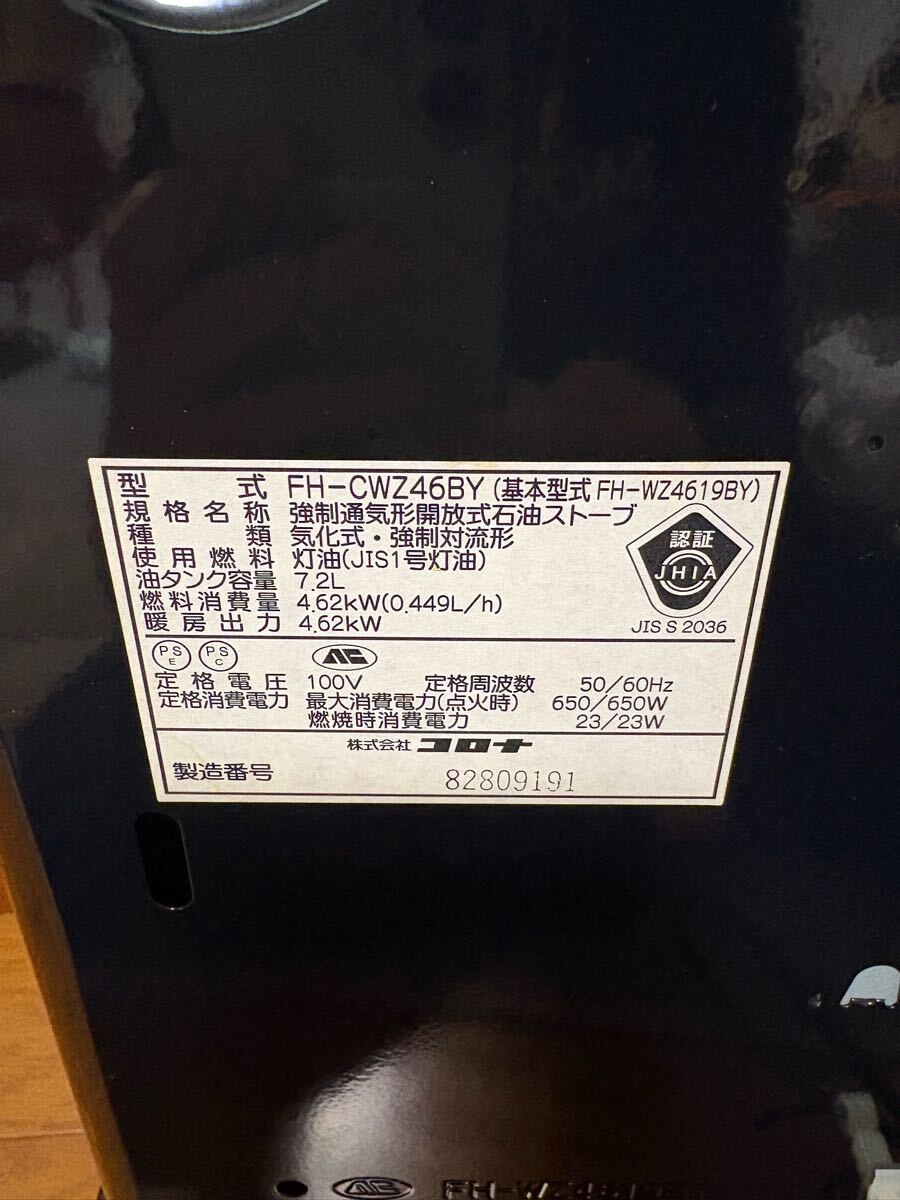 型式 FH-CWZ46BY (基本型式 FH-WZ4619BY)
規格名称 強制通気形開放式石油ストーブ
種類 気化式・強制対流形
使用燃料 灯油(JIS1号灯油)
油タンク容量 7.2L
燃料消費量 4.62kW(0.449L/h)
暖房出力 4.62kW
認証
JHIA
JIS S 2036
PS E PS C
定格電圧 100V 定格周波数 50/60Hz
定格消費電力 最大消費電力(点火時) 650/650W
燃焼時消費電力 23/23W
株式会社 コロナ
製造番号 82809191